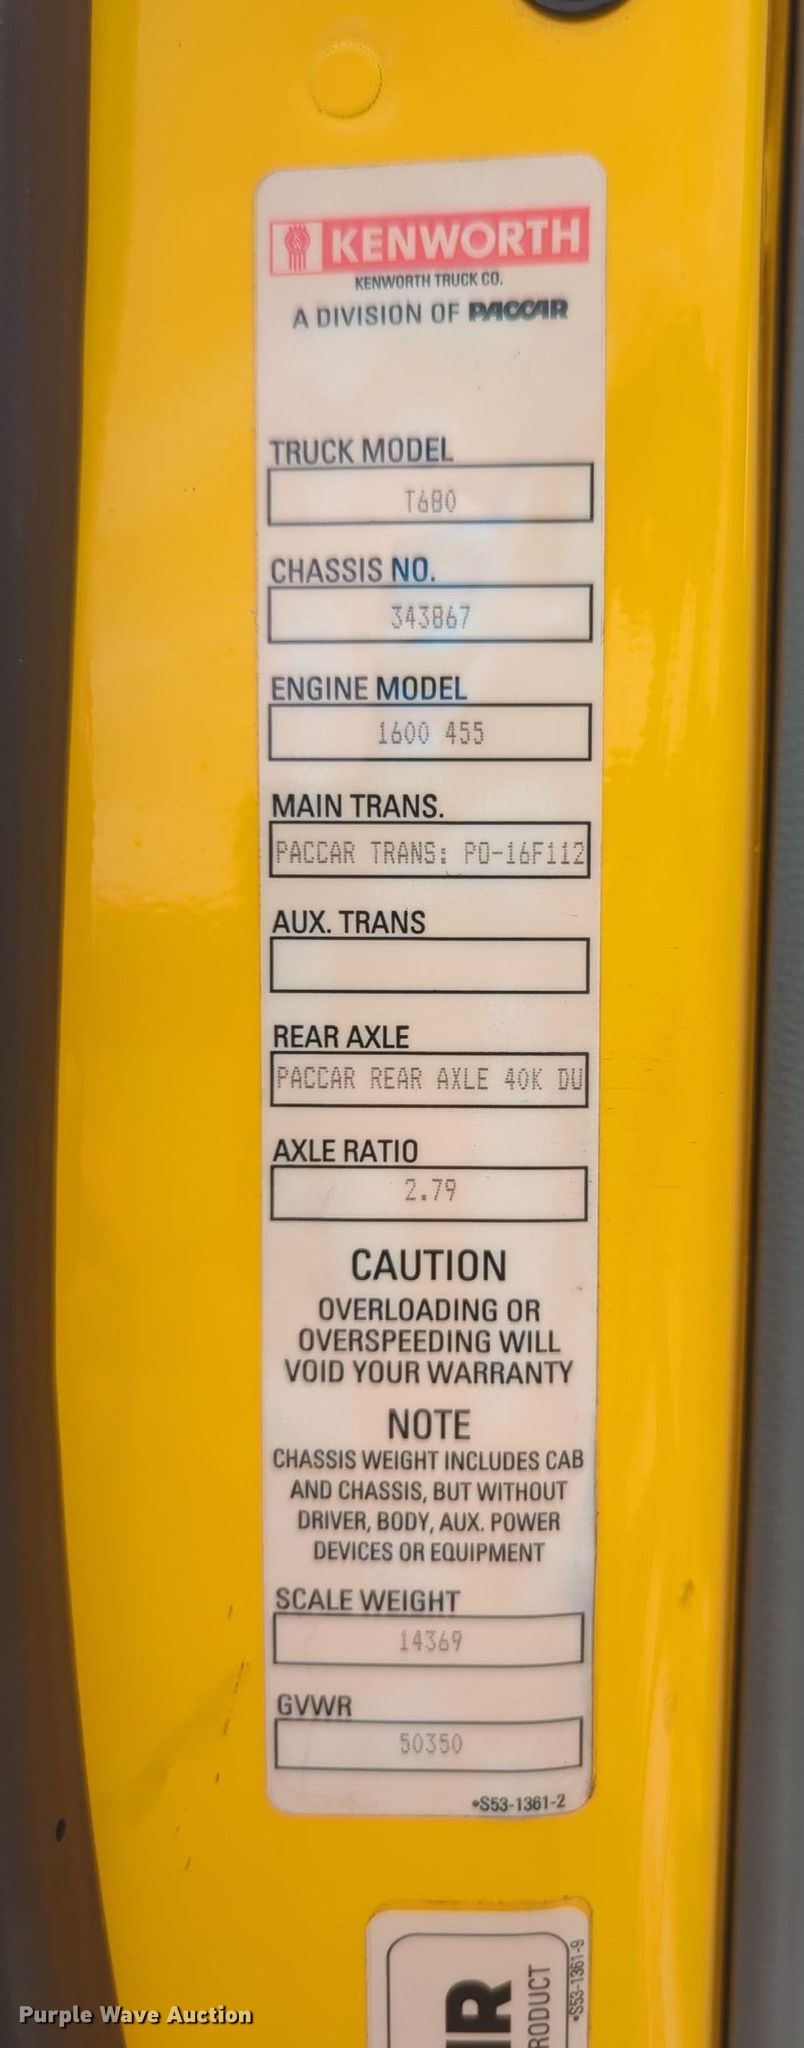 KENWORTH
KENWORTH TRUCK CO.
A DIVISION OF PACCAR
TRUCK MODEL
T680
CHASSIS NO.
343867
ENGINE MODEL
1600 455
MAIN TRANS.
PACCAR TRANS: PO-16F112
AUX. TRANS
REAR AXLE
PACCAR REAR AXLE 40K DU
AXLE RATIO
2.79
CAUTION
OVERLOADING OR
OVERSPEEDING WILL
VOID YOUR WARRANTY
NOTE
CHASSIS WEIGHT INCLUDES CAB
AND CHASSIS, BUT WITHOUT
DRIVER, BODY, AUX. POWER
DEVICES OR EQUIPMENT
SCALE WEIGHT
14369
GVWR
50350
•S53-1361-2
•S53-1361-9
Purple Wave Auction